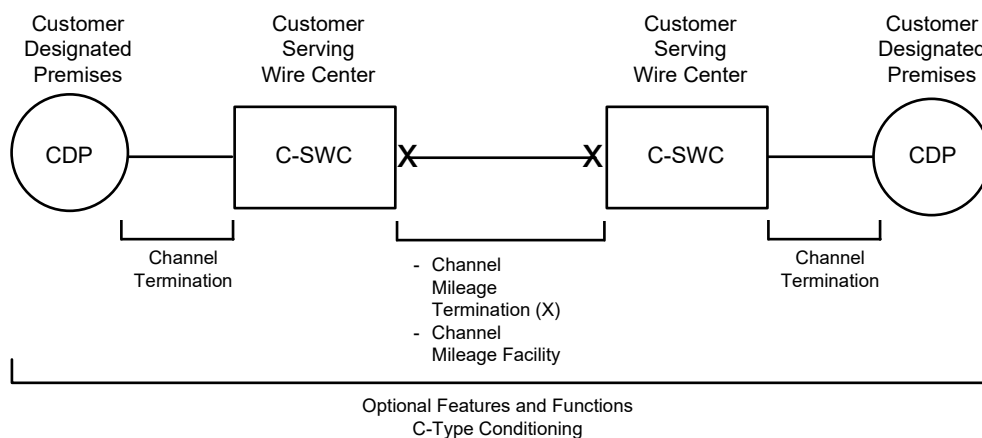 Customer
Designated
Premises
Customer
Serving
Wire Center
Customer
Serving
Wire Center
Customer
Designated
Premises
CDP
C-SWC
X
X
C-SWC
CDP
Channel
Termination
- Channel
Mileage
Termination (X)
- Channel
Mileage Facility
Channel
Termination
Optional Features and Functions
C-Type Conditioning